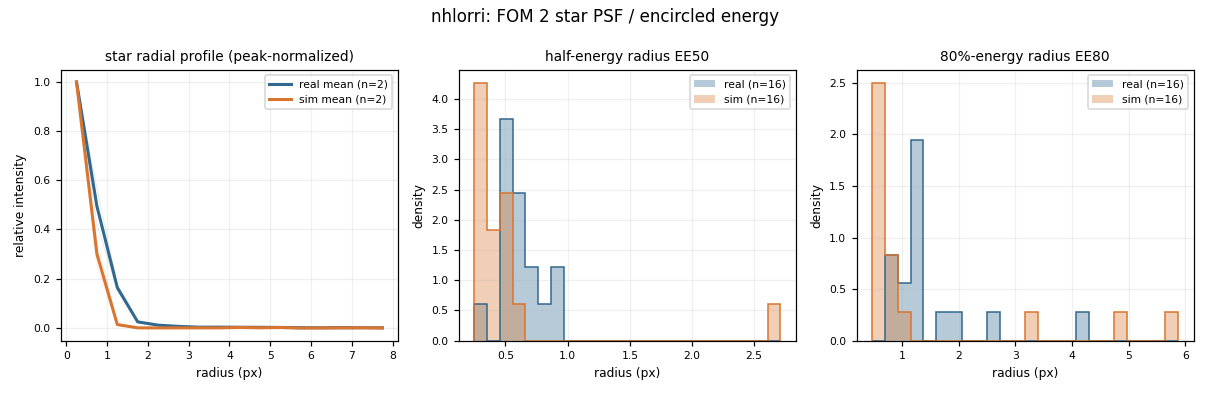 nhlorri: FOM 2 star PSF / encircled energy
star radial profile (peak-normalized)
real mean (n=2)
sim mean (n=2)
1.0
0.8
0.6
0.4
0.2
0.0
relative intensity
0 1 2 3 4 5 6 7 8
radius (px)
half-energy radius EE50
real (n=16)
sim (n=16)
4.0
3.5
3.0
2.5
2.0
1.5
1.0
0.5
0.0
density
0.5 1.0 1.5 2.0 2.5
radius (px)
80%-energy radius EE80
real (n=16)
sim (n=16)
2.5
2.0
1.5
1.0
0.5
0.0
density
1 2 3 4 5 6
radius (px)